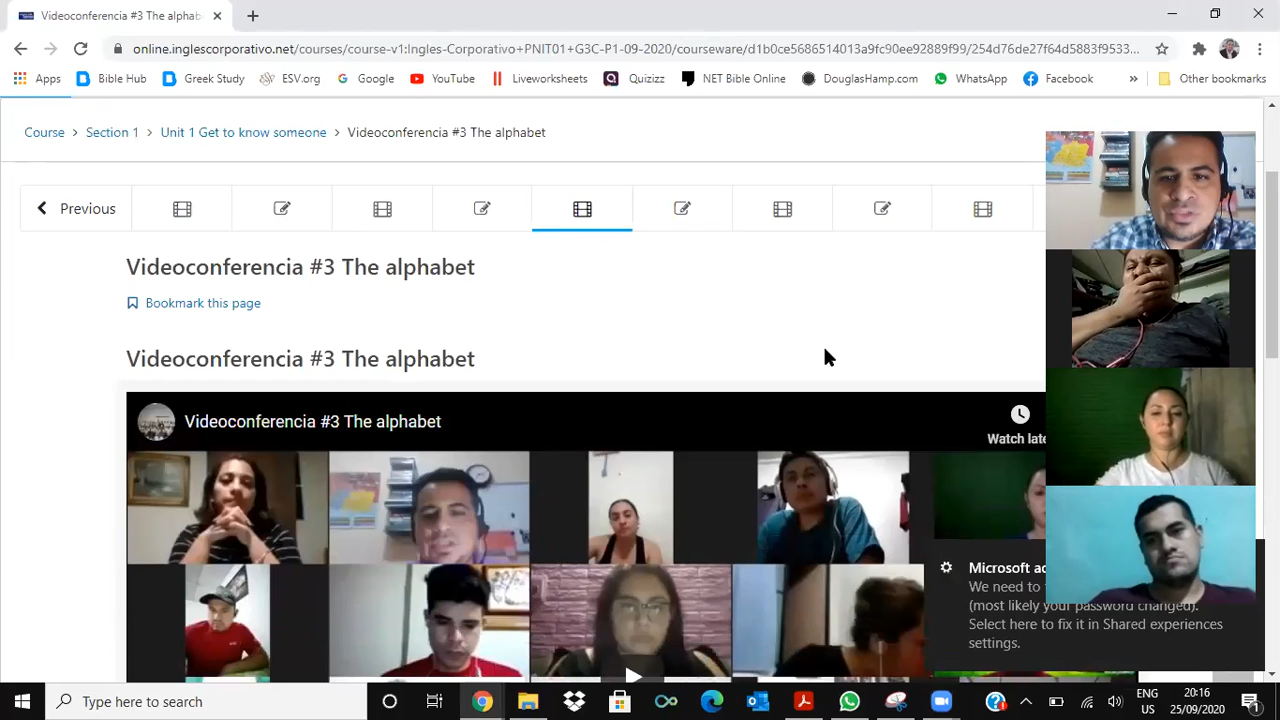 Videoconferencia #3 The alphab
online.inglescorporativo.net/courses/course-v1:Ingles-Corporativo+PNIT01+G3C-P1-09-2020/courseware/d1b0ce5686514013a9fc90ee92889f99/254d76de27f64d5883f9533...
Apps Bible Hub Greek Study ESV.org Google YouTube Liveworksheets Quizizz NET Bible Online DouglasHamp.com WhatsApp Facebook » Other bookmarks
Course > Section 1 > Unit 1 Get to know someone > Videoconferencia #3 The alphabet
Previous
Videoconferencia #3 The alphabet
Bookmark this page
Videoconferencia #3 The alphabet
Videoconferencia #3 The alphabet
Watch late
Microsoft ac
We need to
(most likely your password changed).
Select here to fix it in Shared experiences
settings.
Type here to search
ENG
US
20:16
25/09/2020
1